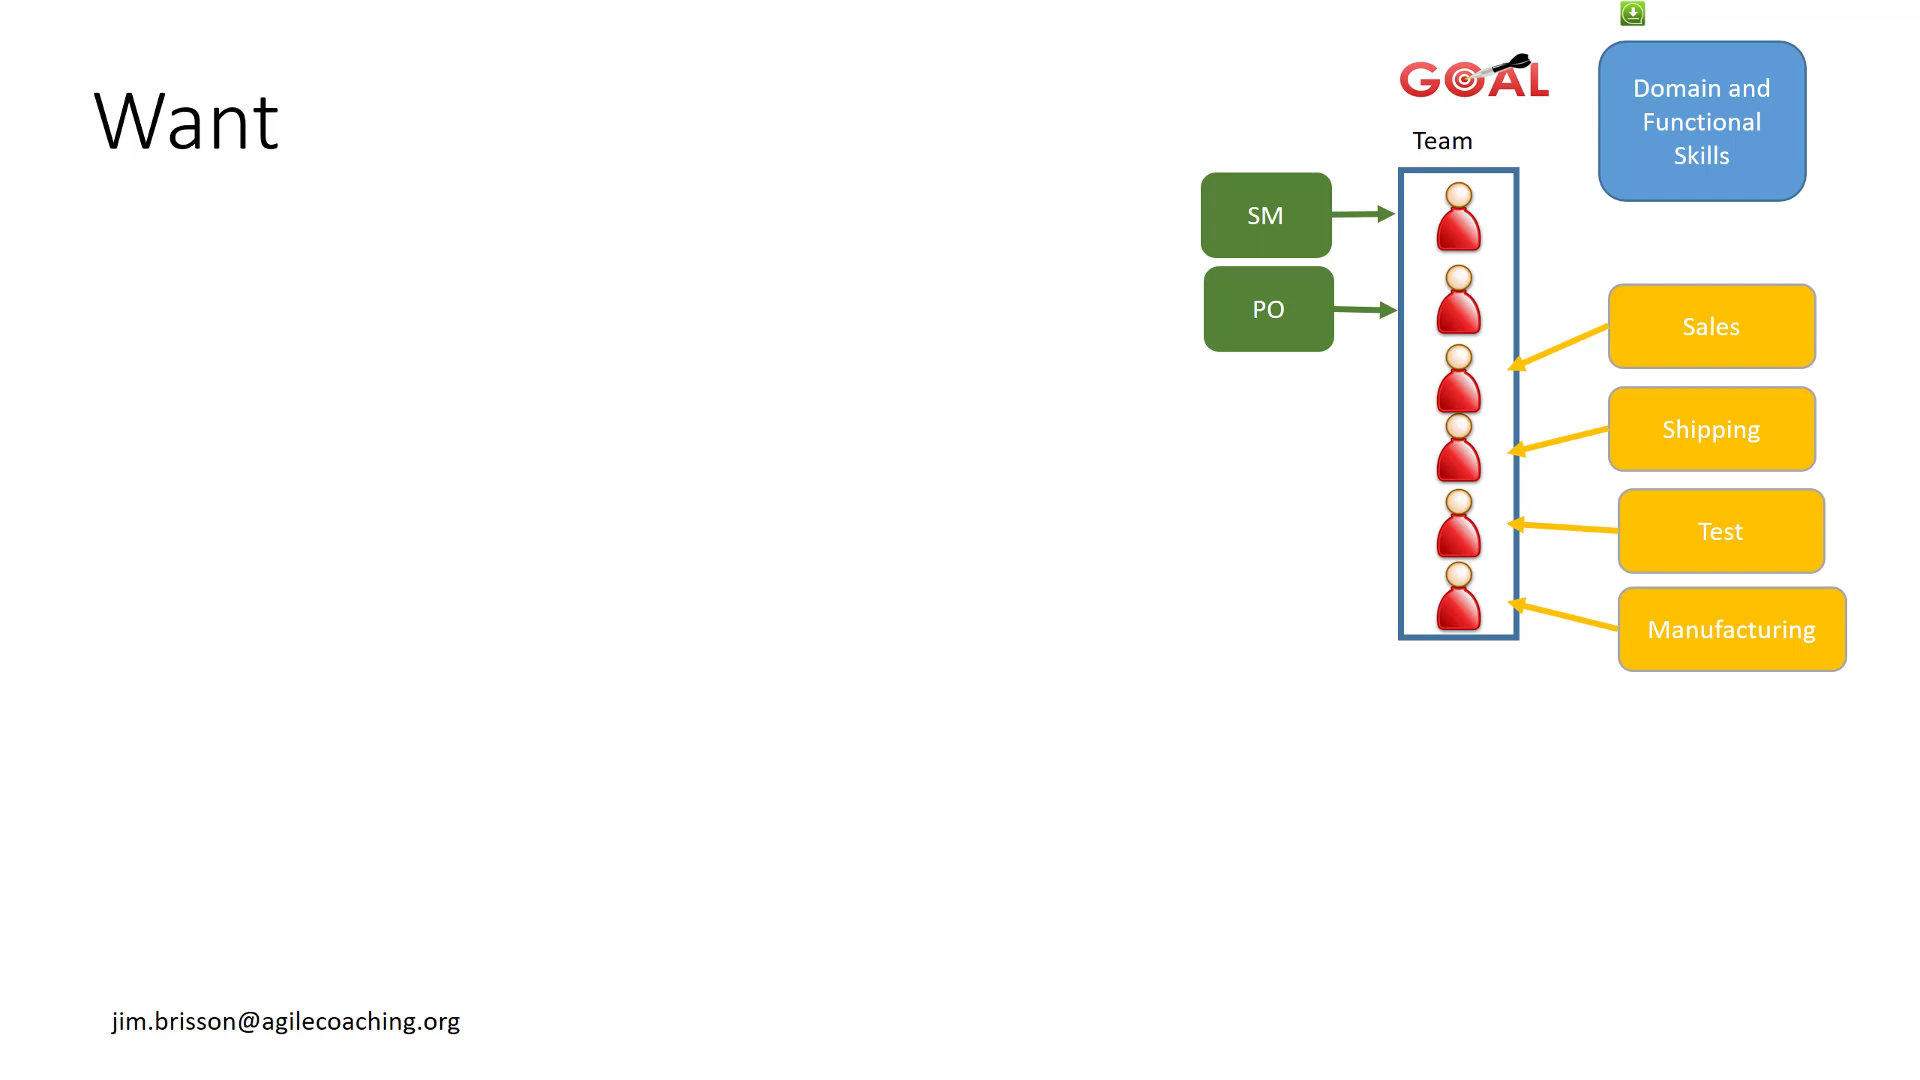 Want
GOAL
Team
Domain and
Functional
Skills
SM
PO
Sales
Shipping
Test
Manufacturing
jim.brisson@agilecoaching.org